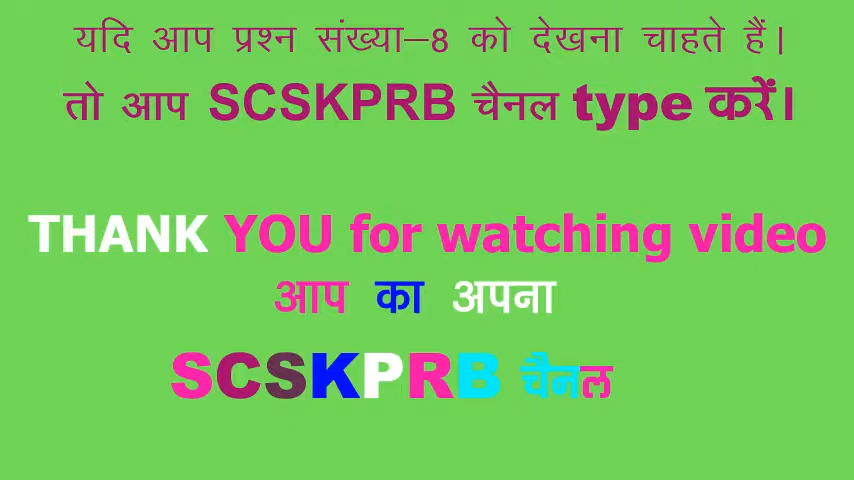 यदि आप प्रश्न संख्या–8 को देखना चाहते हैं।
तो आप SCSKPRB चैनल type करें।
THANK YOU for watching video
आप का अपना
SCSKPRB चैनल